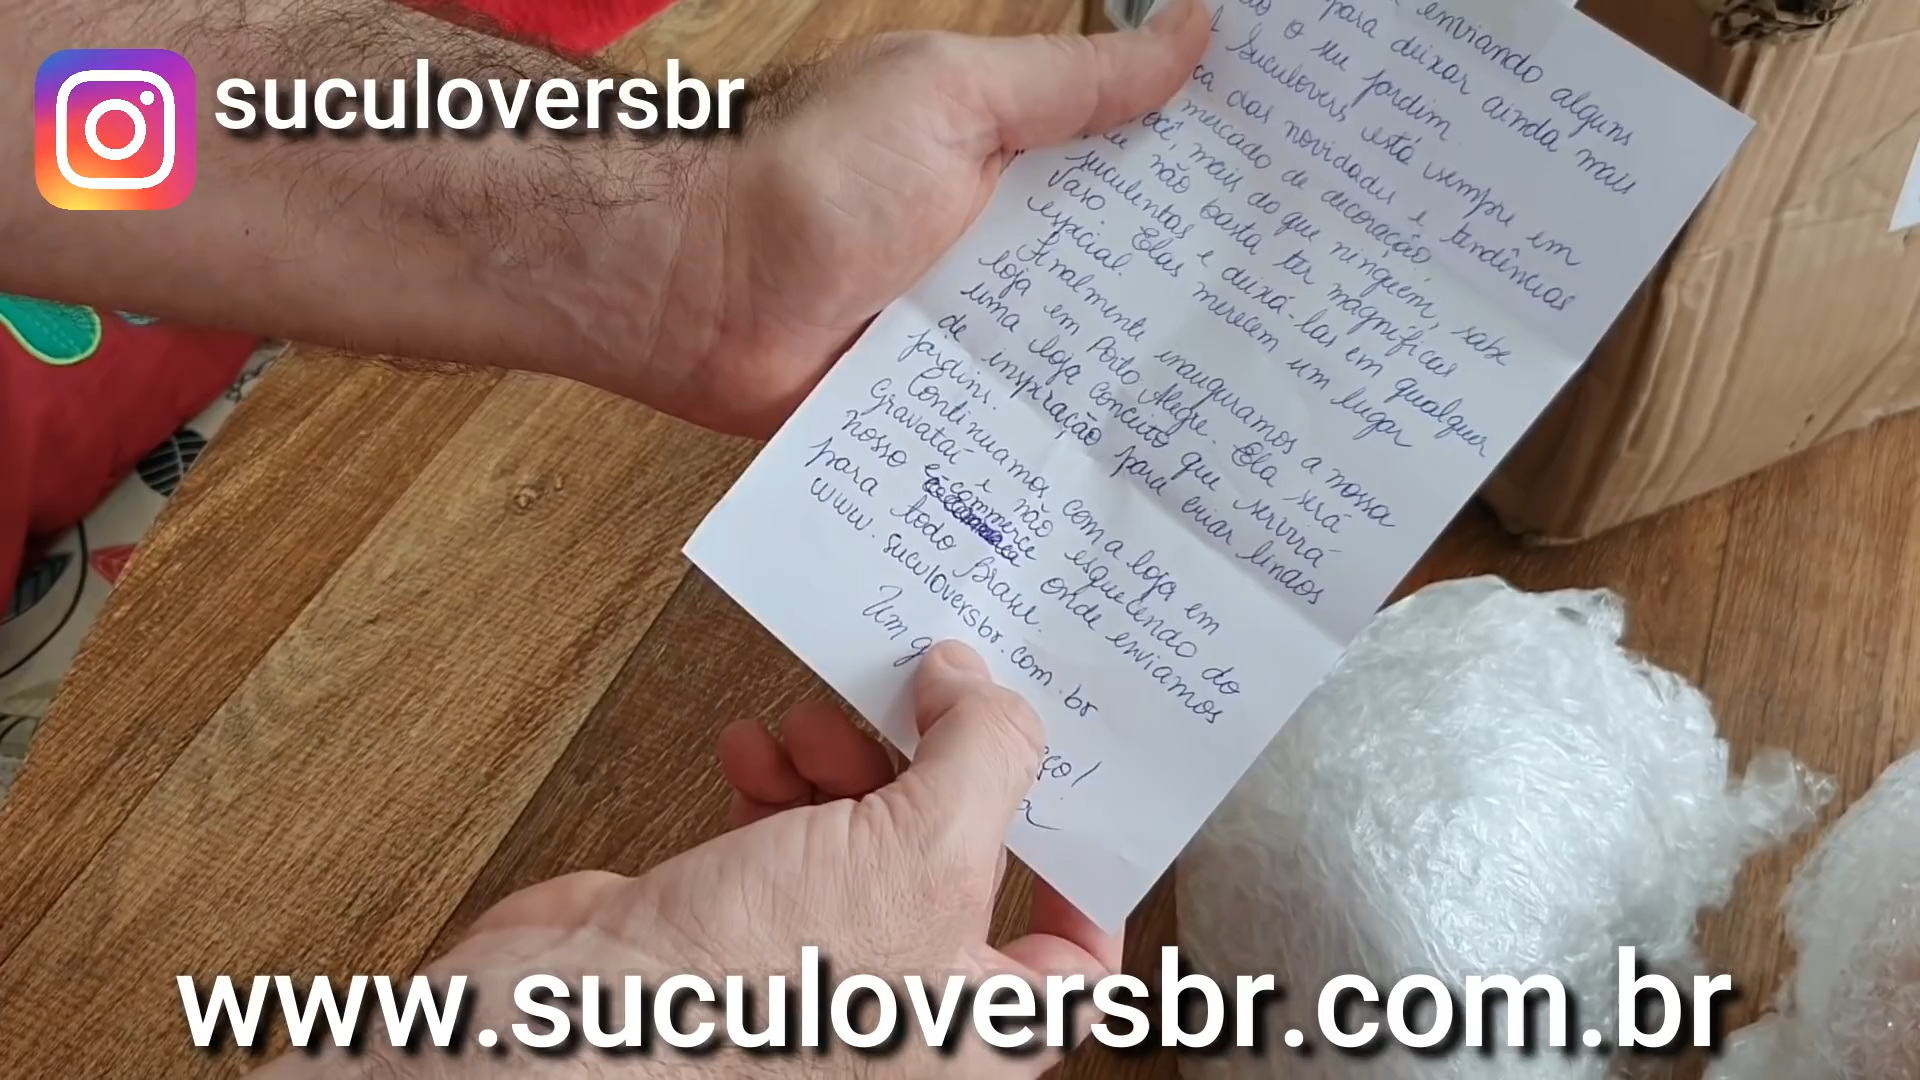 suculoversbr
enviando alguns
para deixar ainda mais
o seu jardim.
Suculovers está sempre em
das novidades e tendências
mercado de decoração
mais do que ninguém, sabe
não basta ter magníficas
suculentas e deixá-las em qualquer
vaso. Elas merecem um lugar
especial.
Finalmente inauguramos a nossa
loja em Porto Alegre. Ela será
uma loja conceito que servirá
de inspiração para criar lindos
jardins.
Continuamos com a loja em
Gravataí e não esquecendo do
nosso e-commerce onde enviamos
para todo Brasil.
www.suculoversbr.com.br
Um
www.suculoversbr.com.br